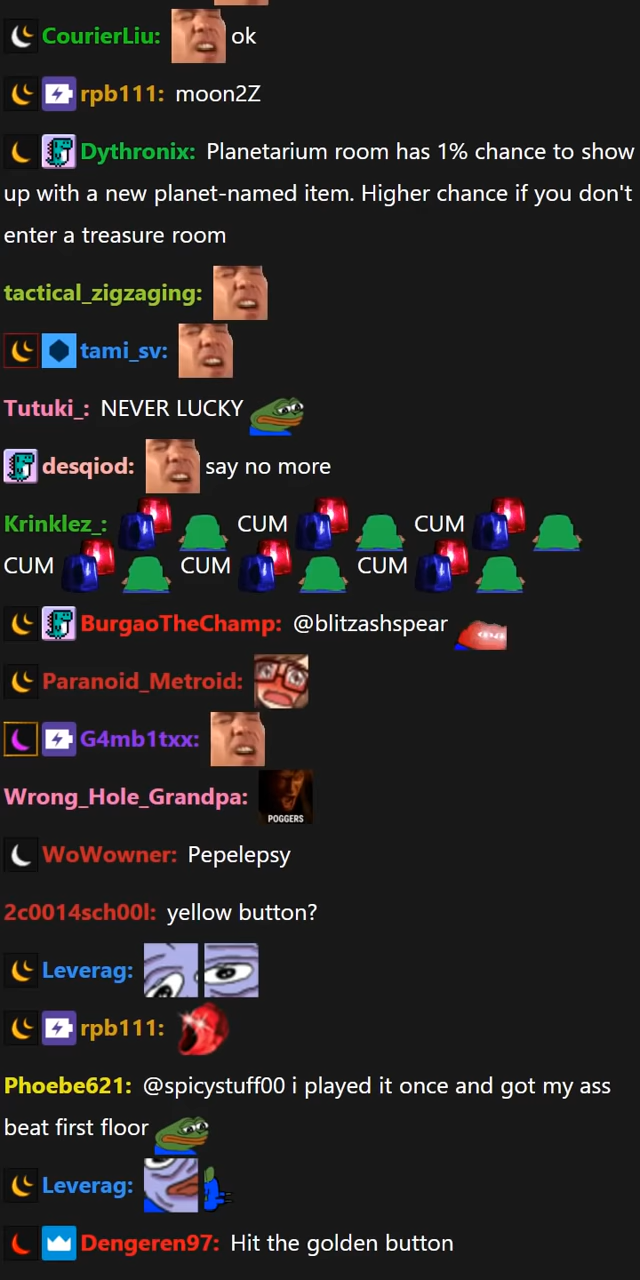 CourierLiu: ok
rpb111: moon2Z
Dythronix: Planetarium room has 1% chance to show
up with a new planet-named item. Higher chance if you don't
enter a treasure room
tactical_zigzaging:
tami_sv:
Tutuki_: NEVER LUCKY
desqiod: say no more
Krinklez_: CUM CUM
CUM CUM CUM
BurgaoTheChamp: @blitzashspear
Paranoid_Metroid:
G4mb1txx:
Wrong_Hole_Grandpa: POGGERS
WoWowner: Pepelepsy
2c0014sch00l: yellow button?
Leverag:
rpb111:
Phoebe621: @spicystuff00 i played it once and got my ass
beat first floor
Leverag:
Dengeren97: Hit the golden button